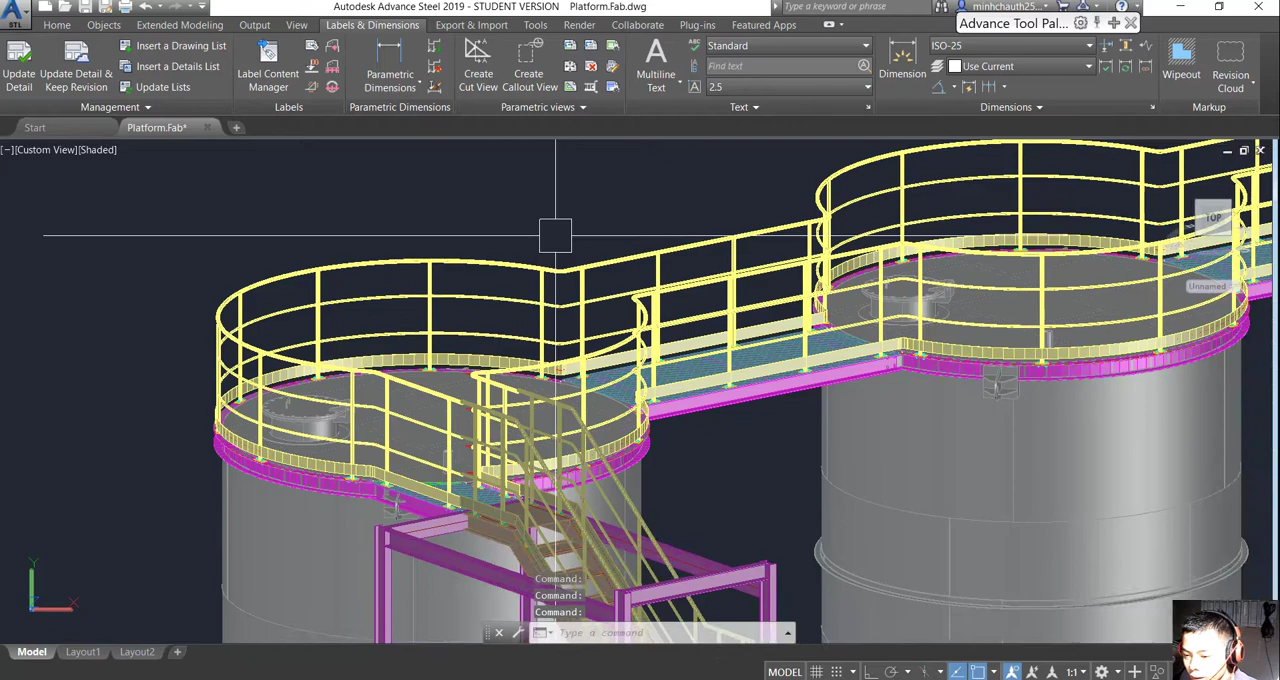 Autodesk Advance Steel 2019 - STUDENT VERSION Platform.Fab.dwg
Type a keyword or phrase
minhchauth25...
STL
Home Objects Extended Modeling Output View Labels & Dimensions Export & Import Tools Render Collaborate Plug-ins Featured Apps
Advance Tool Pal...
Update Detail
Update Detail & Keep Revision
Insert a Drawing List
Insert a Details List
Update Lists
Label Content Manager
Parametric Dimensions
Create Cut View
Create Callout View
Multiline Text
Standard
Find text
2.5
Dimension
ISO-25
Use Current
Wipeout
Revision Cloud
Management Labels Parametric Dimensions Parametric views Text Dimensions Markup
Start Platform.Fab*
[−][Custom View][Shaded]
TOP
Unnamed
Y
X
Command:
Command:
Command:
Type a command
Model Layout1 Layout2
MODEL 1:1